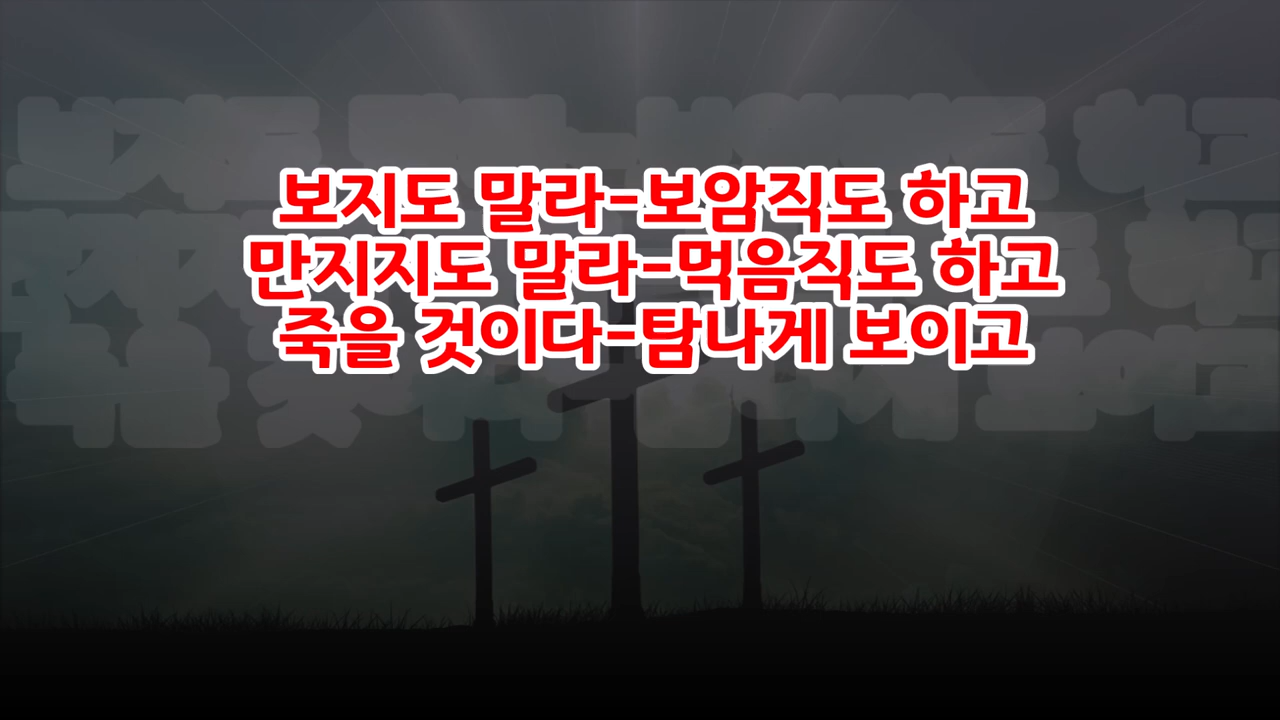 보지도 말라-보암직도 하고
만지지도 말라-먹음직도 하고
죽을 것이다-탐나게 보이고